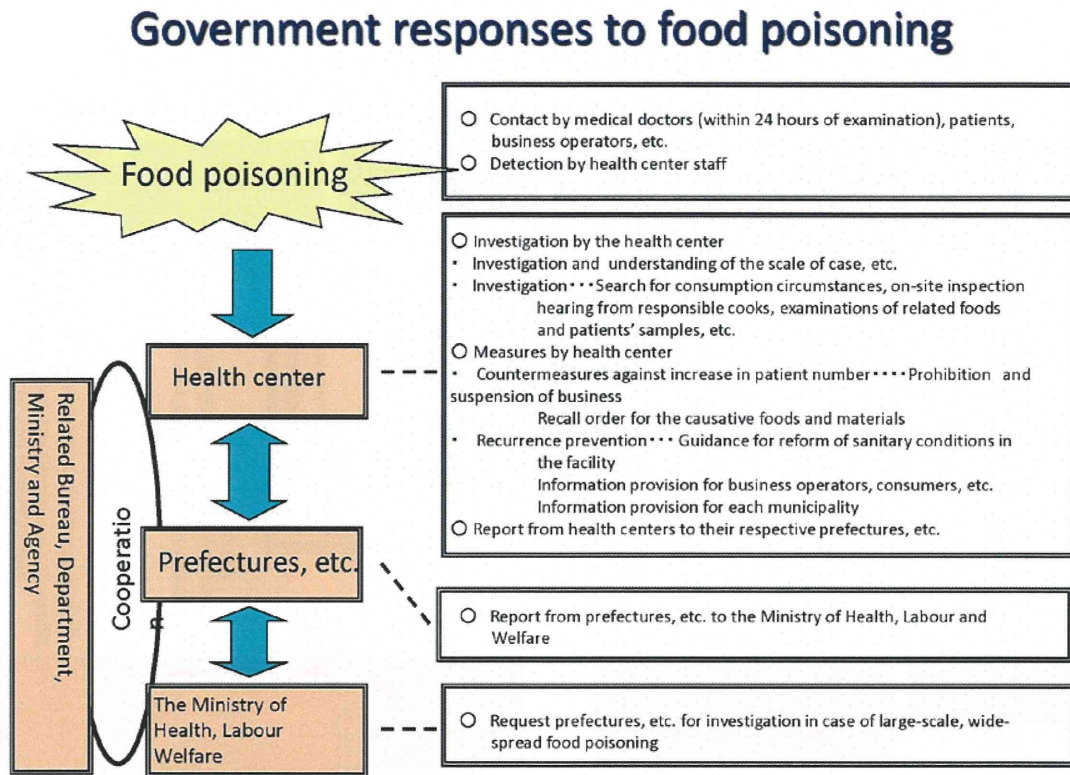 Government responses to food poisoning
Food poisoning
○ Contact by medical doctors (within 24 hours of examination), patients,
business operators, etc.
○ Detection by health center staff
Health center
○ Investigation by the health center
・ Investigation and understanding of the scale of case, etc.
・ Investigation・・・Search for consumption circumstances, on-site inspection
hearing from responsible cooks, examinations of related foods
and patients' samples, etc.
○ Measures by health center
・ Countermeasures against increase in patient number・・・・Prohibition and
suspension of business
Recall order for the causative foods and materials
・ Recurrence prevention・・・ Guidance for reform of sanitary conditions in
the facility
Information provision for business operators, consumers, etc.
Information provision for each municipality
○ Report from health centers to their respective prefectures, etc.
Related Bureau, Department,
Ministry and Agency
Cooperatio
n
Prefectures, etc.
○ Report from prefectures, etc. to the Ministry of Health, Labour and
Welfare
The Ministry of
Health, Labour
Welfare
○ Request prefectures, etc. for investigation in case of large-scale, wide-
spread food poisoning